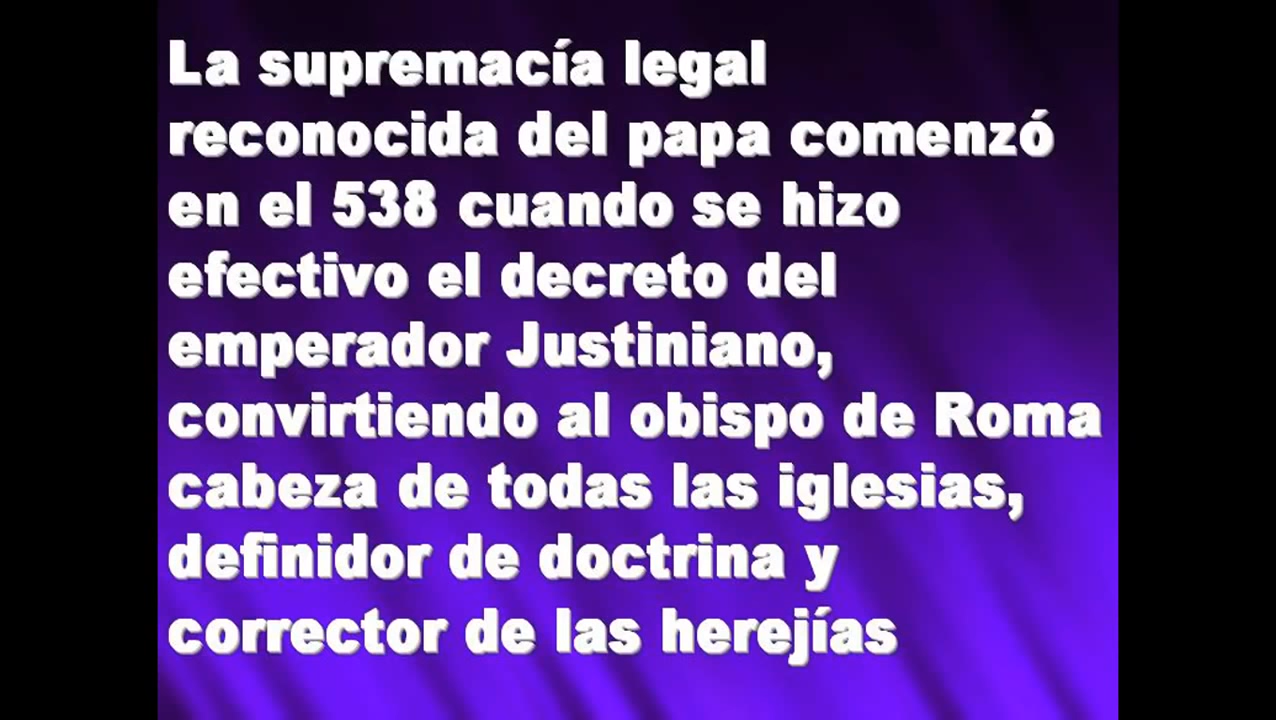 La supremacía legal
reconocida del papa comenzó
en el 538 cuando se hizo
efectivo el decreto del
emperador Justiniano,
convirtiendo al obispo de Roma
cabeza de todas las iglesias,
definidor de doctrina y
corrector de las herejías